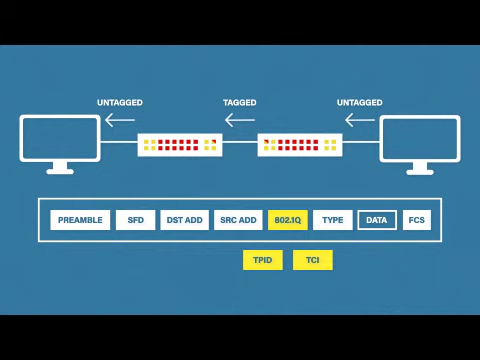 UNTAGGED TAGGED UNTAGGED
PREAMBLE SFD DST ADD SRC ADD 802.1Q TYPE DATA FCS
TPID TCI